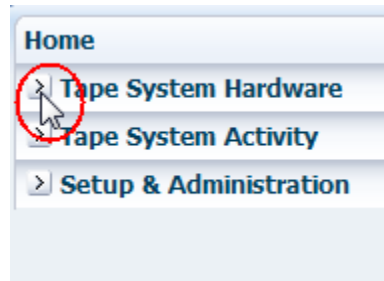 Home
Tape System Hardware
Tape System Activity
Setup & Administration